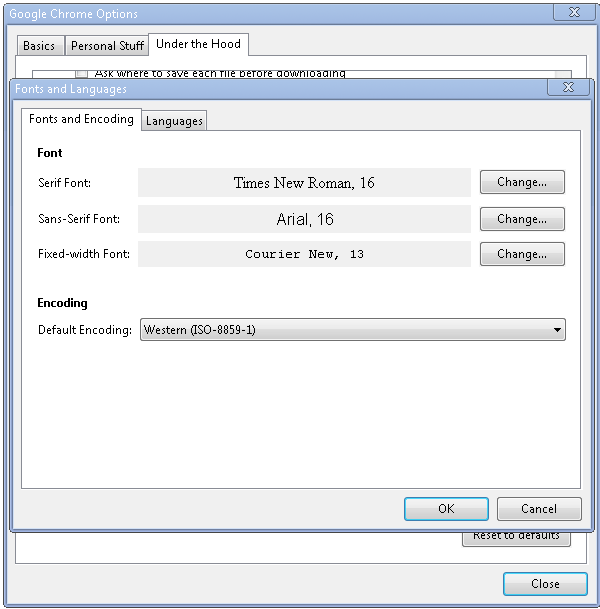 Google Chrome Options
Basics Personal Stuff Under the Hood
Ask where to save each file before downloading
Fonts and Languages
Fonts and Encoding Languages
Font
Serif Font: Times New Roman, 16 Change...
Sans-Serif Font: Arial, 16 Change...
Fixed-width Font: Courier New, 13 Change...
Encoding
Default Encoding: Western (ISO-8859-1)
OK Cancel
Reset to defaults
Close